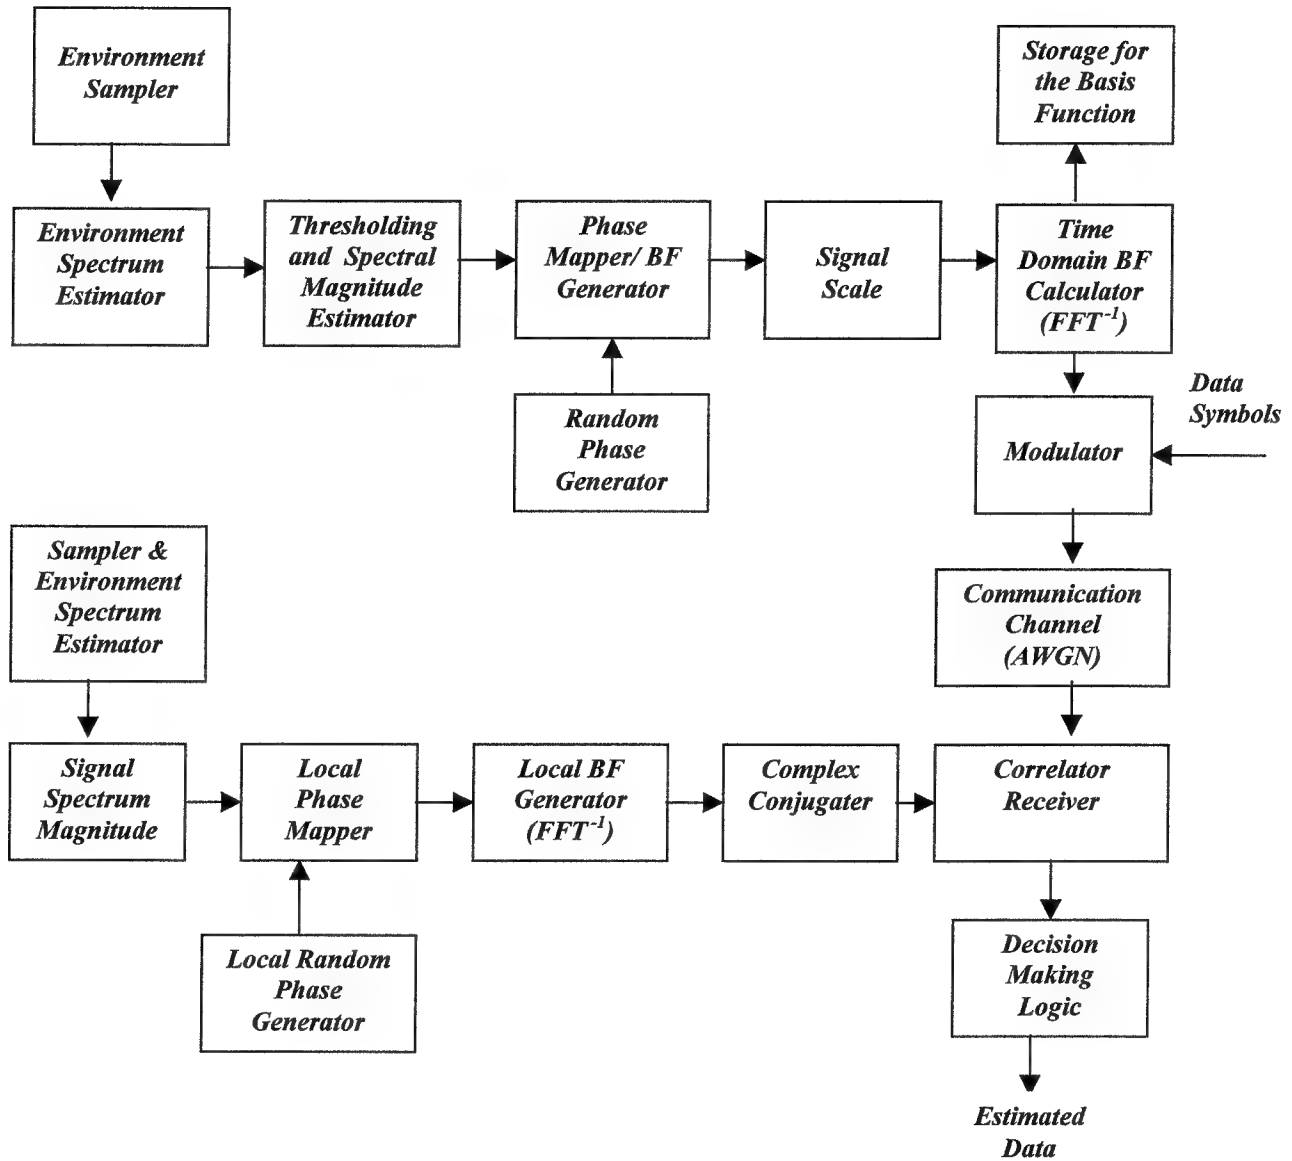 Environment
Sampler
Storage for
the Basis
Function
Environment
Spectrum
Estimator
Thresholding
and Spectral
Magnitude
Estimator
Phase
Mapper/ BF
Generator
Signal
Scale
Time
Domain BF
Calculator
(FFT⁻¹)
Random
Phase
Generator
Modulator
Data
Symbols
Sampler &
Environment
Spectrum
Estimator
Communication
Channel
(AWGN)
Signal
Spectrum
Magnitude
Local
Phase
Mapper
Local BF
Generator
(FFT⁻¹)
Complex
Conjugater
Correlator
Receiver
Local Random
Phase
Generator
Decision
Making
Logic
Estimated
Data